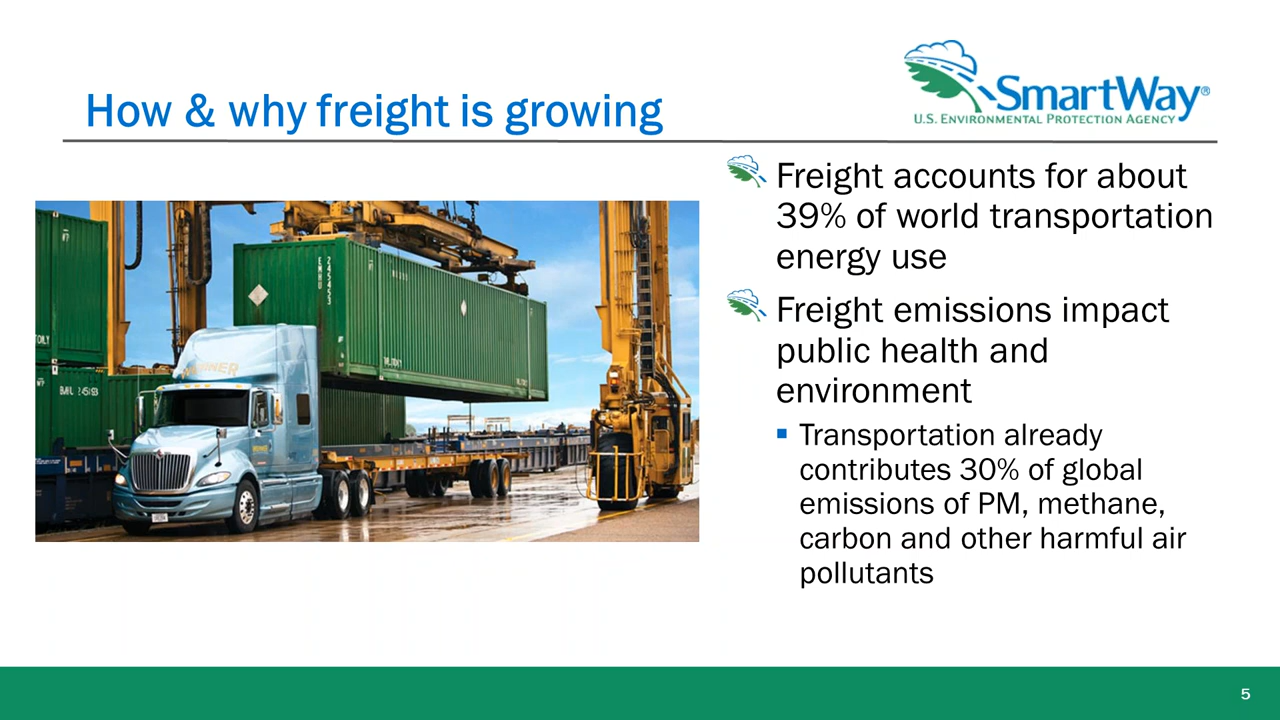 How & why freight is growing
SmartWay®
U.S. ENVIRONMENTAL PROTECTION AGENCY
Freight accounts for about
39% of world transportation
energy use
Freight emissions impact
public health and
environment
Transportation already
contributes 30% of global
emissions of PM, methane,
carbon and other harmful air
pollutants
EMHU
245453
5